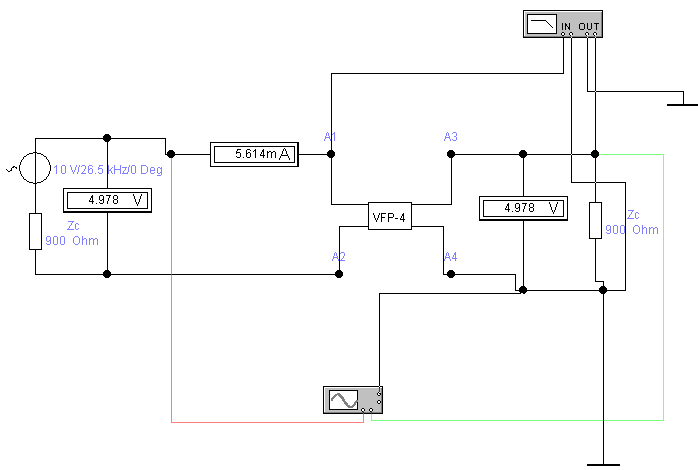 IN OUT
A1
A3
5.614m A
10 V/26.5 kHz/0 Deg
4.978 V
4.978 V
VFP-4
Zc
900 Ohm
Zc
900 Ohm
A2
A4